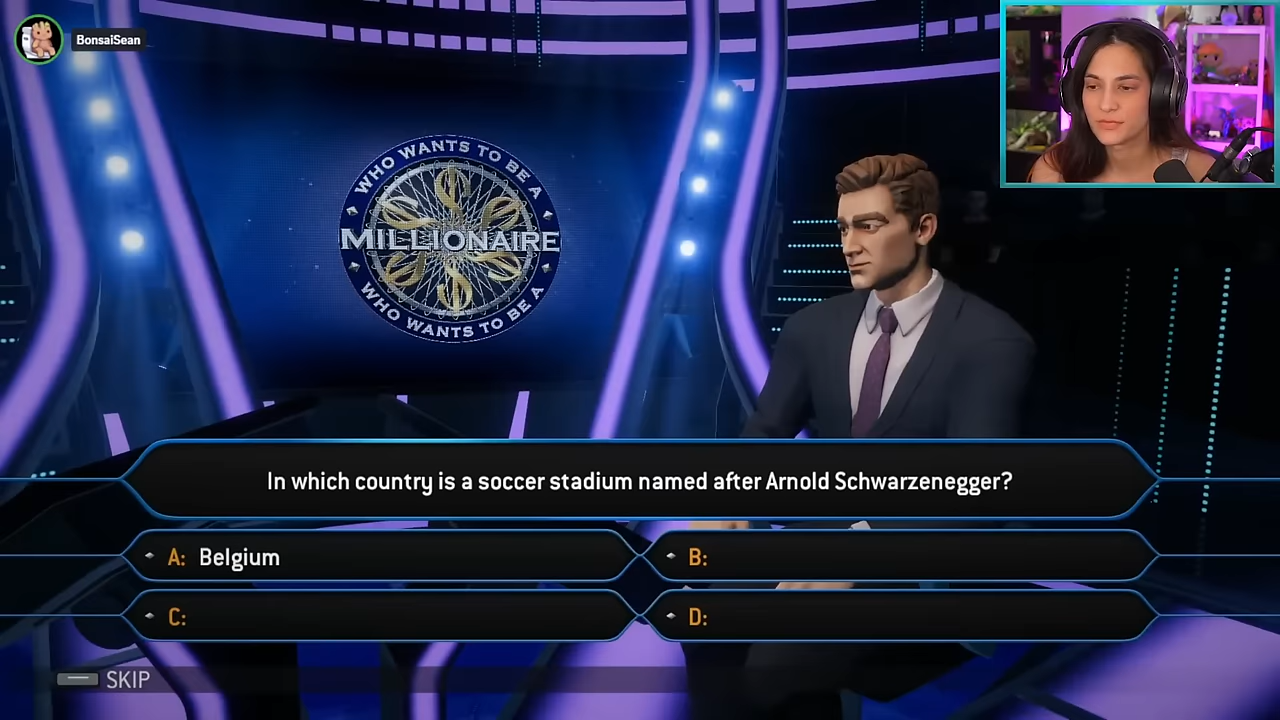 BonsaiSean
WHO WANTS TO BE A
MILLIONAIRE
WHO WANTS TO BE A
In which country is a soccer stadium named after Arnold Schwarzenegger?
A: Belgium
B:
C:
D:
SKIP